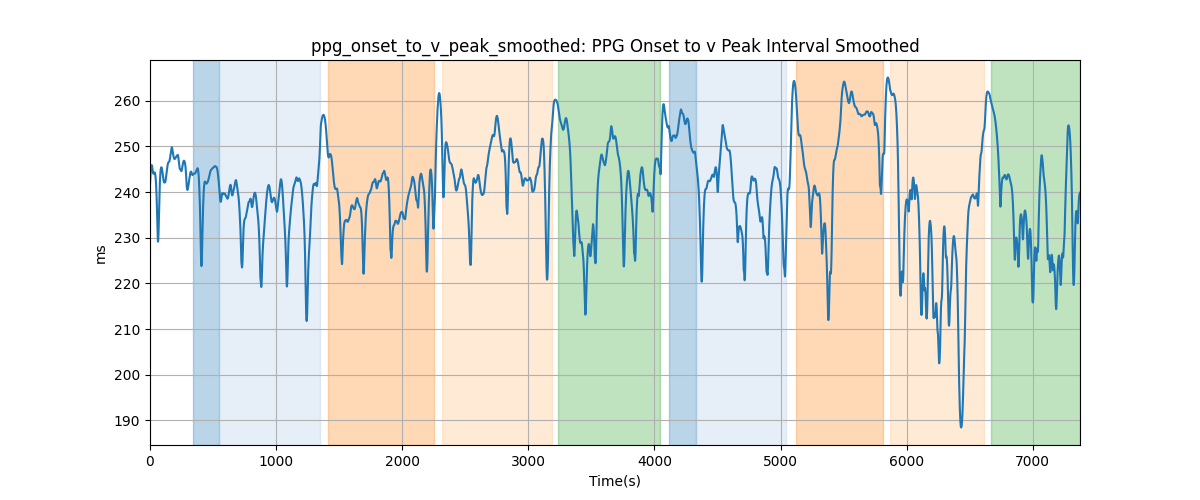 ppg_onset_to_v_peak_smoothed: PPG Onset to v Peak Interval Smoothed
260
250
240
230
220
210
200
190
ms
0 1000 2000 3000 4000 5000 6000 7000
Time(s)